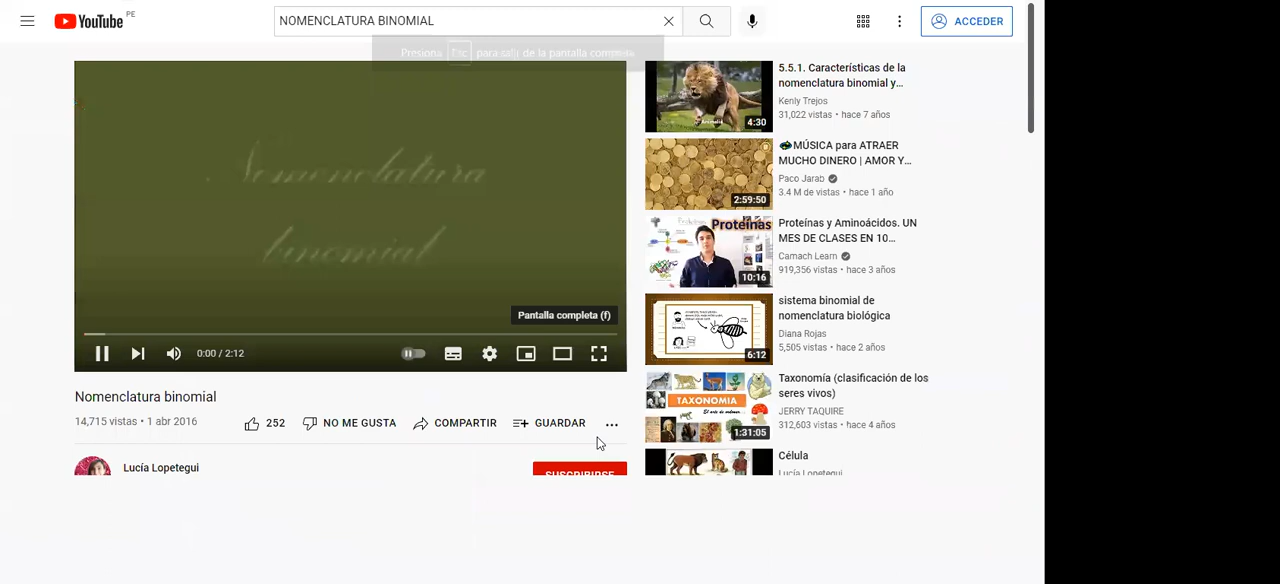 YouTube PE
NOMENCLATURA BINOMIAL
ACCEDER
Presiona Esc para salir de la pantalla completa
Nomenclatura
binomial
Pantalla completa (f)
0:00 / 2:12
Nomenclatura binomial
14,715 vistas • 1 abr 2016
252
NO ME GUSTA
COMPARTIR
GUARDAR
Lucía Lopetegui
SUSCRIBIRSE
4:30
5.5.1. Características de la
nomenclatura binomial y...
Kenly Trejos
31,022 vistas • hace 7 años
2:59:50
MÚSICA para ATRAER
MUCHO DINERO | AMOR Y...
Paco Jarab
3.4 M de vistas • hace 1 año
Proteínas
10:16
Proteínas y Aminoácidos. UN
MES DE CLASES EN 10...
Camach Learn
919,356 vistas • hace 3 años
6:12
sistema binomial de
nomenclatura biológica
Diana Rojas
5,505 vistas • hace 2 años
TAXONOMÍA
1:31:05
Taxonomía (clasificación de los
seres vivos)
JERRY TAQUIRE
312,603 vistas • hace 4 años
Célula
Lucía Lopetegui